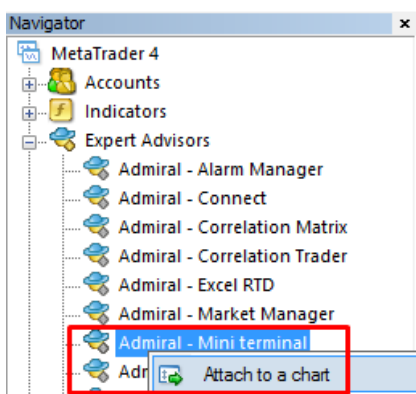 Navigator x
MetaTrader 4
Accounts
Indicators
Expert Advisors
Admiral - Alarm Manager
Admiral - Connect
Admiral - Correlation Matrix
Admiral - Correlation Trader
Admiral - Excel RTD
Admiral - Market Manager
Admiral - Mini terminal
Attach to a chart